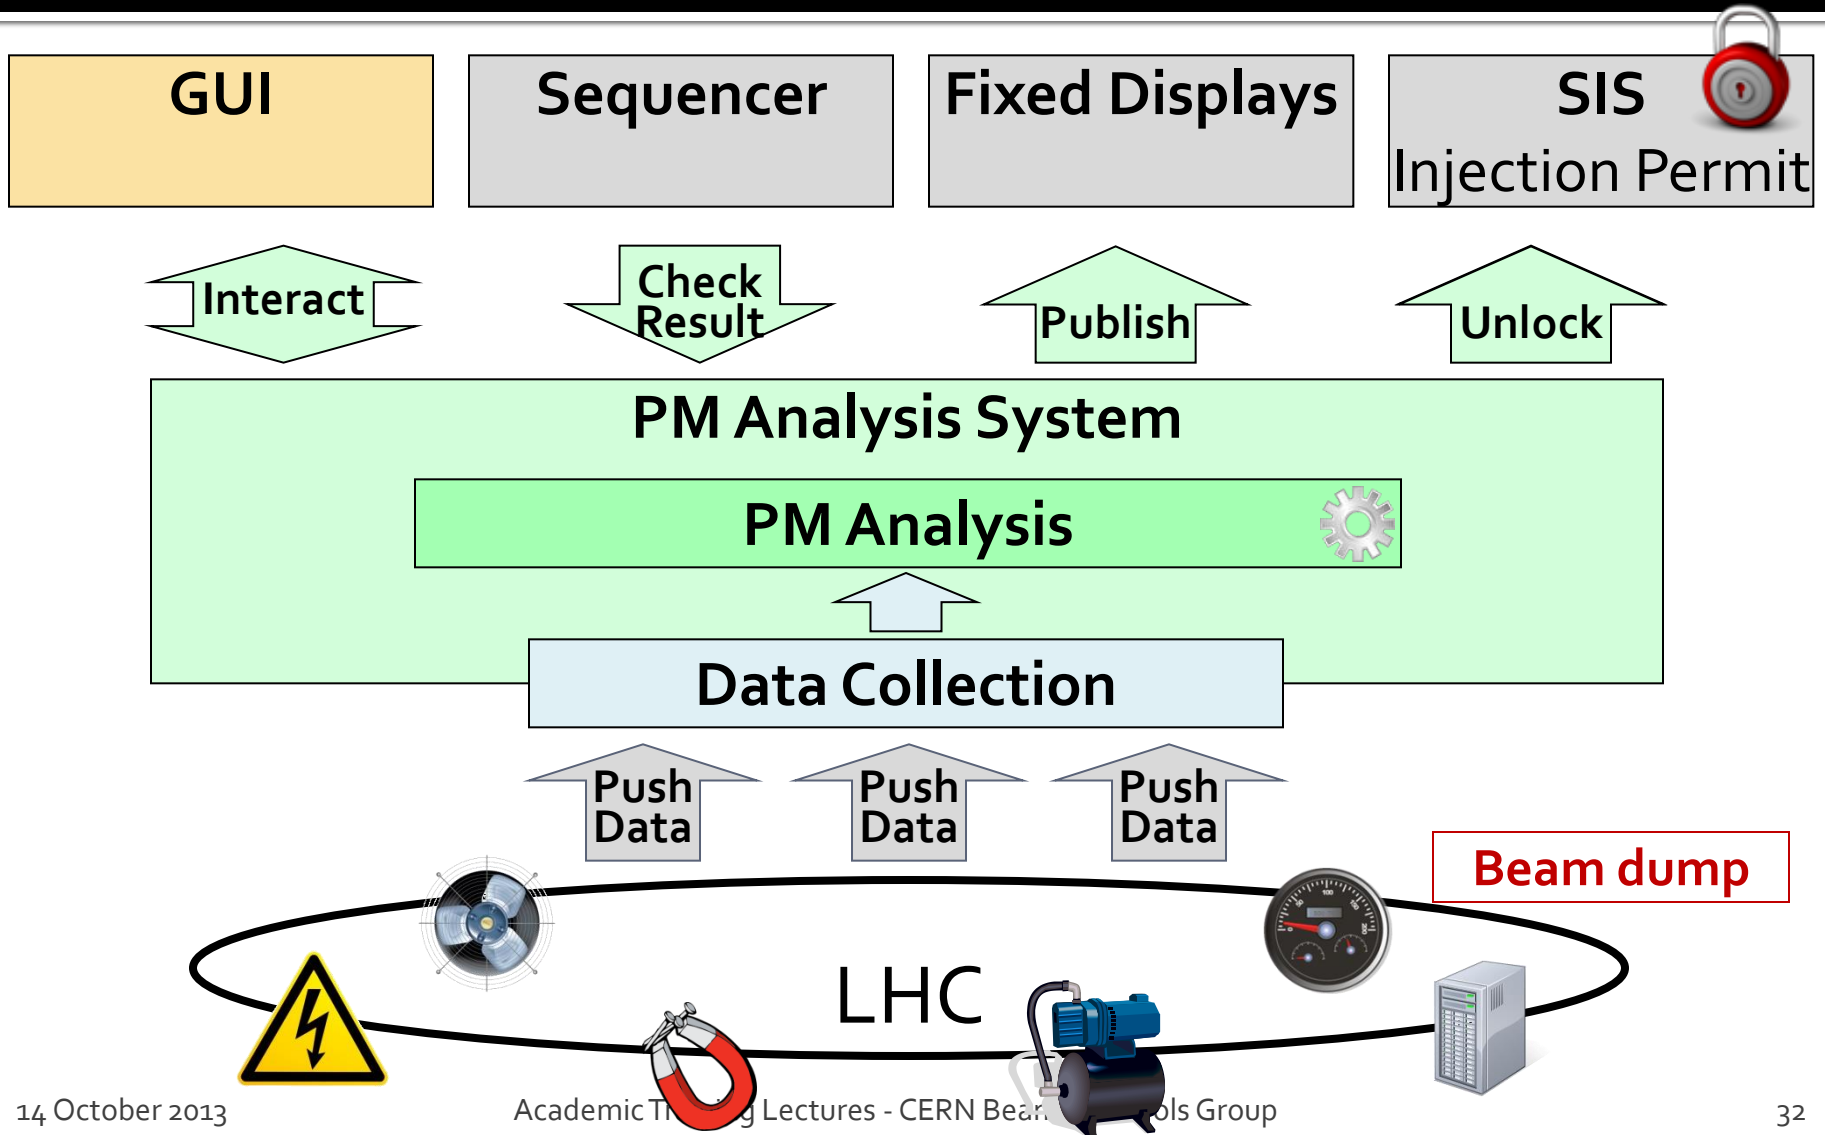 GUI
Sequencer
Fixed Displays
SIS
Injection Permit
Interact
Check
Result
Publish
Unlock
PM Analysis System
PM Analysis
Data Collection
Push
Data
Push
Data
Push
Data
Beam dump
LHC
14 October 2013
Academic Lectures - CERN Group
32